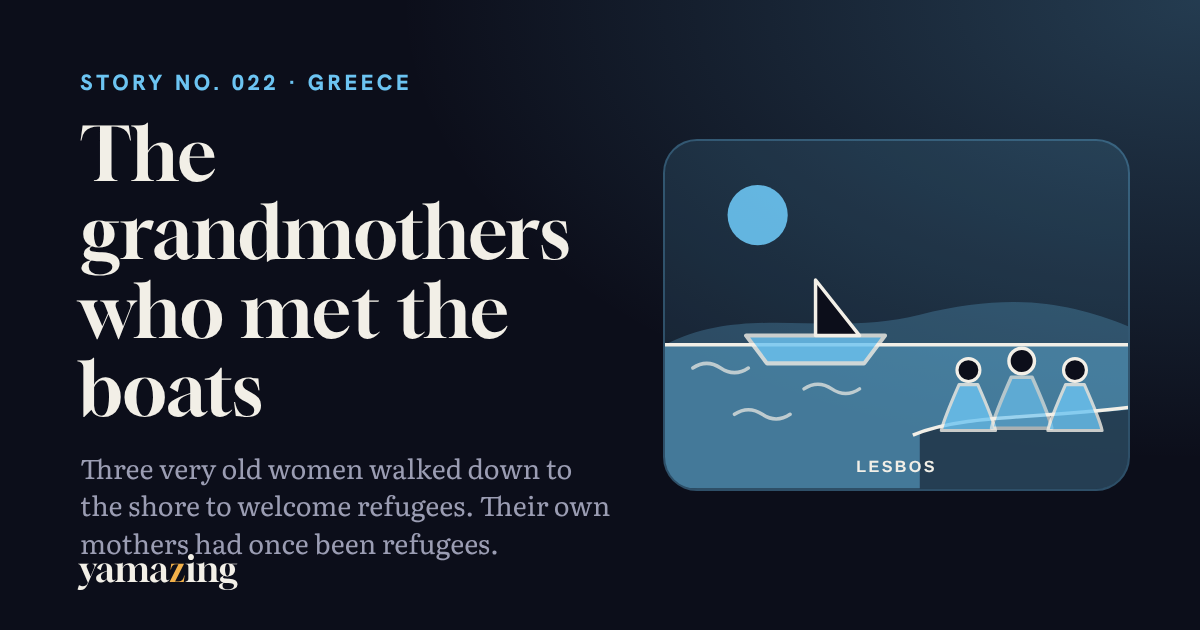 STORY NO. 022 · GREECE
The
grandmothers
who met the
boats
Three very old women walked down to
the shore to welcome refugees. Their own
mothers had once been refugees.
yamazing
LESBOS